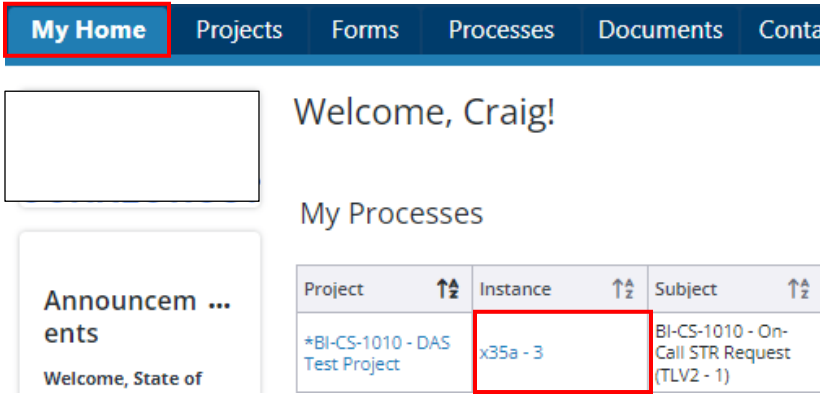 My Home Projects Forms Processes Documents Conta
Welcome, Craig!
My Processes
Announcem ...
ents
Welcome, State of
Project Instance Subject
*BI-CS-1010 - DAS
Test Project
x35a - 3
BI-CS-1010 - On-
Call STR Request
(TLV2 - 1)